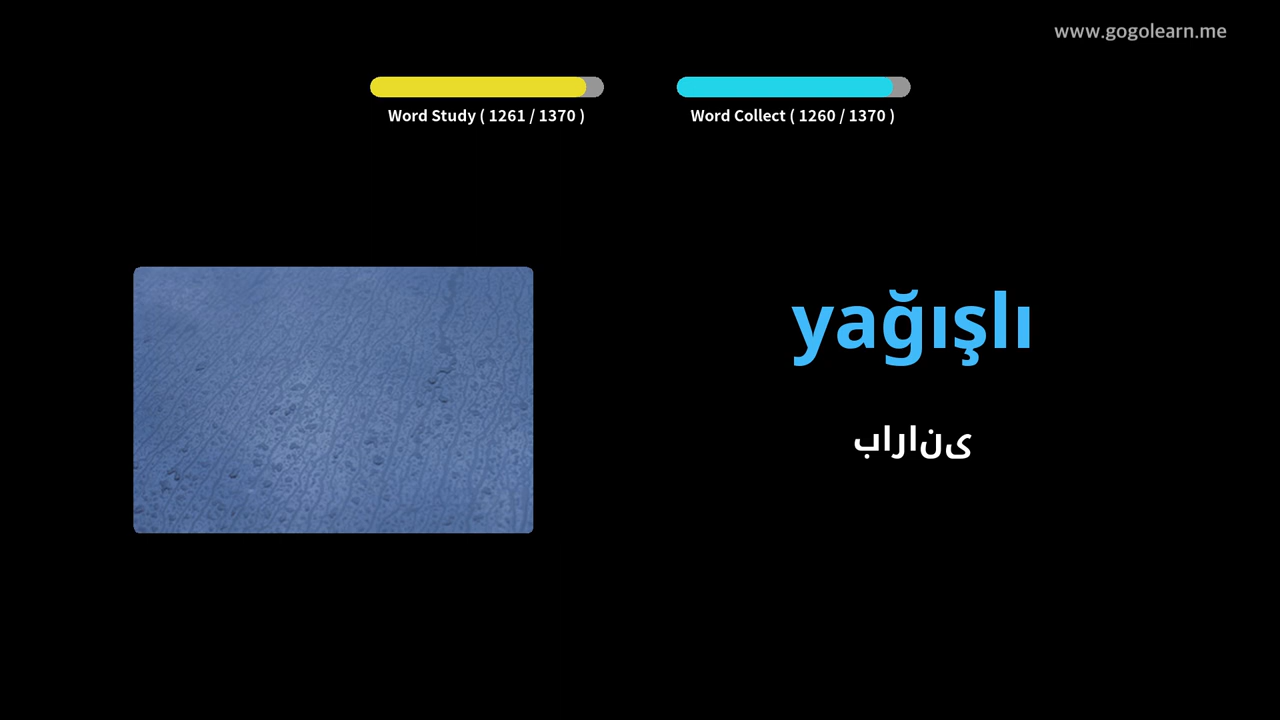 www.gogolearn.me
Word Study ( 1261 / 1370 )
Word Collect ( 1260 / 1370 )
yağışlı
بارانی